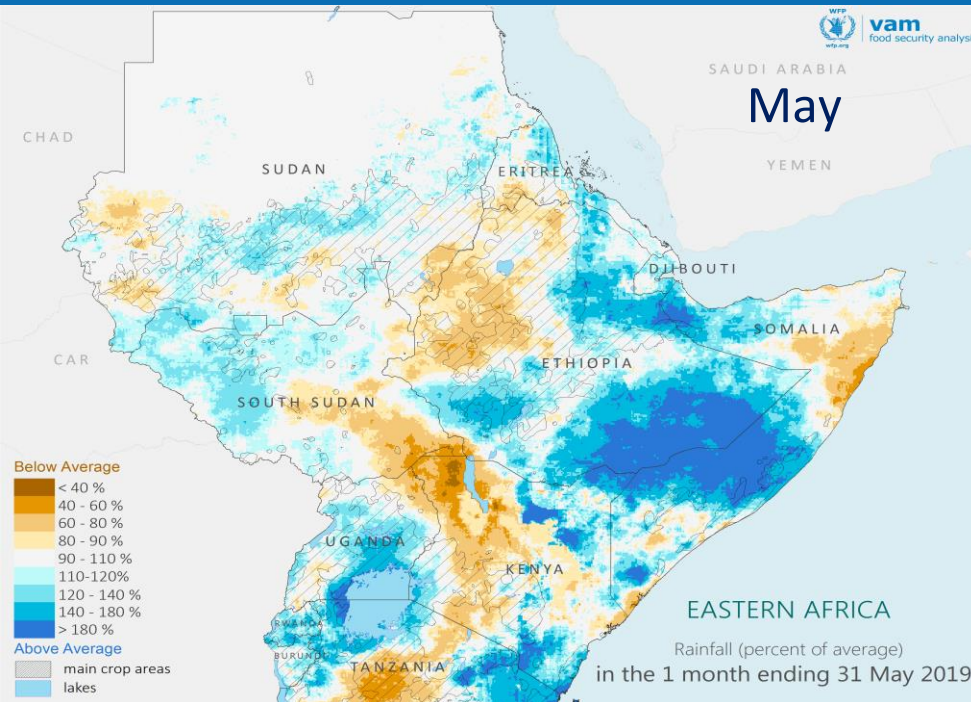 WFP
wfp.org
vam
food security analysis
SAUDI ARABIA
May
CHAD
YEMEN
SUDAN
ERITREA
DJIBOUTI
SOMALIA
CAR
ETHIOPIA
SOUTH SUDAN
Below Average
< 40 %
40 - 60 %
60 - 80 %
80 - 90 %
90 - 110 %
110-120%
120 - 140 %
140 - 180 %
> 180 %
Above Average
main crop areas
lakes
UGANDA
KENYA
RWANDA
BURUNDI
TANZANIA
EASTERN AFRICA
Rainfall (percent of average)
in the 1 month ending 31 May 2019